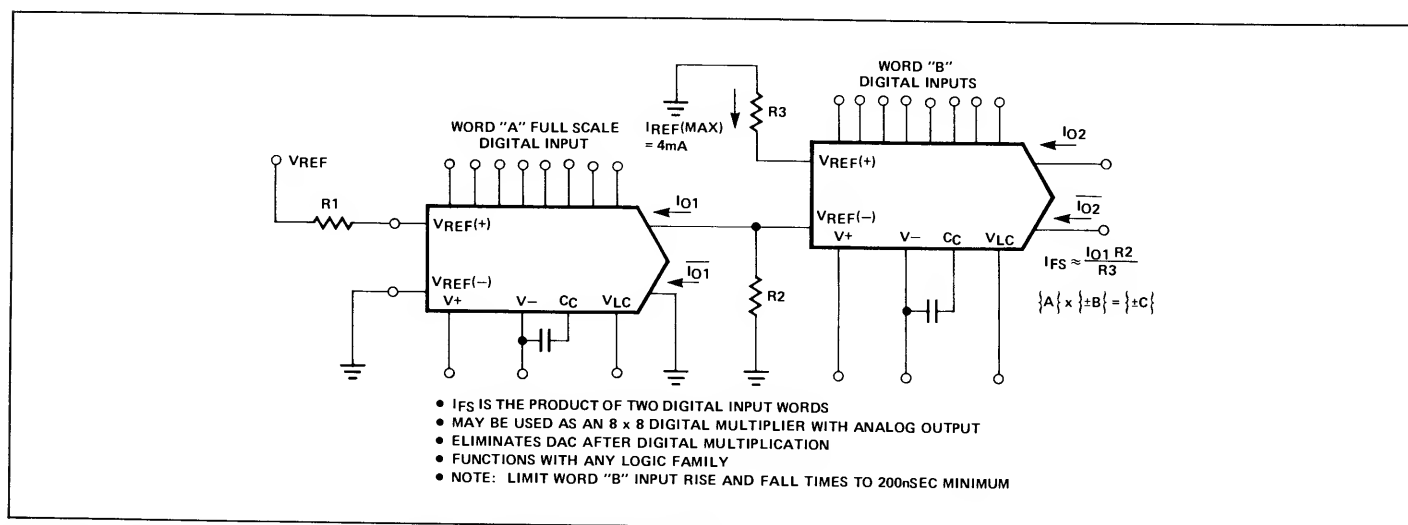 WORD "B"
DIGITAL INPUTS
WORD "A" FULL SCALE
DIGITAL INPUT
IREF(MAX)
= 4mA
R3
VREF
R1
VREF(+)
VREF(−)
V+
V−
CC
VLC
IO1
IO1
R2
VREF(+)
VREF(−)
V+
V−
CC
VLC
IO2
IO2
IFS ≈ IO1 R2
R3
{A} x {±B} = {±C}
• IFS IS THE PRODUCT OF TWO DIGITAL INPUT WORDS
• MAY BE USED AS AN 8 x 8 DIGITAL MULTIPLIER WITH ANALOG OUTPUT
• ELIMINATES DAC AFTER DIGITAL MULTIPLICATION
• FUNCTIONS WITH ANY LOGIC FAMILY
• NOTE: LIMIT WORD "B" INPUT RISE AND FALL TIMES TO 200nSEC MINIMUM